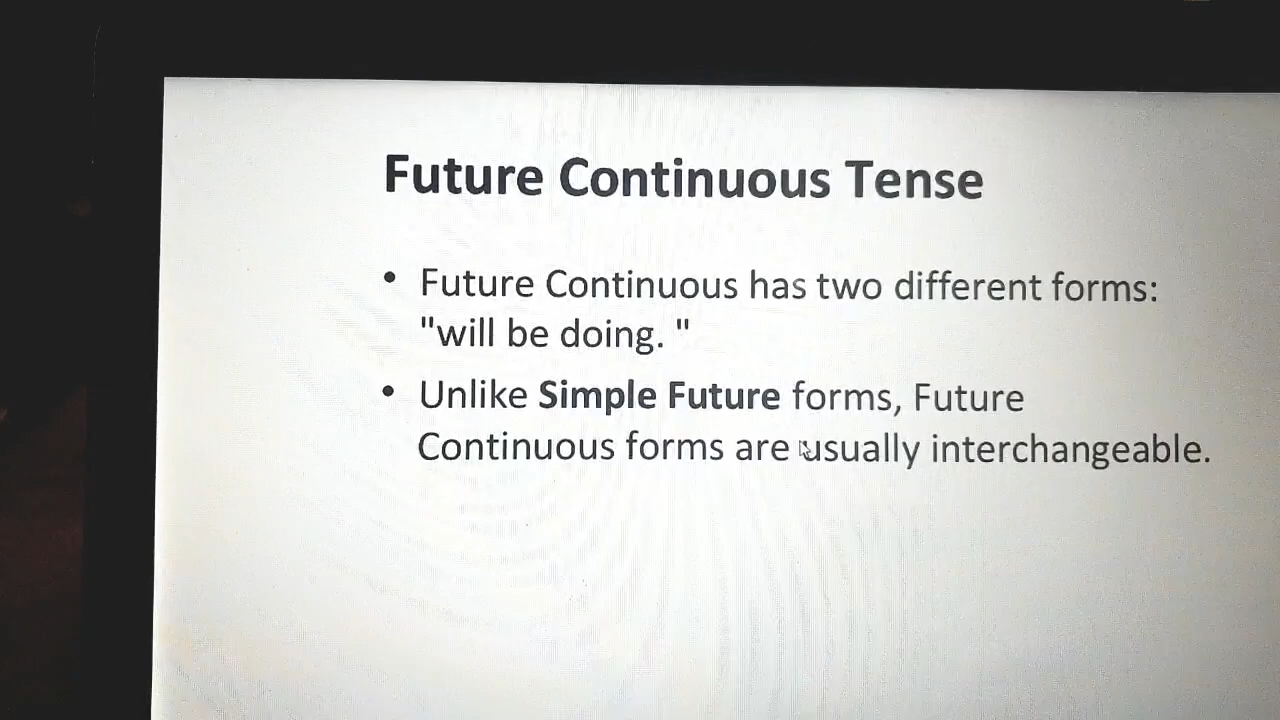 Future Continuous Tense
• Future Continuous has two different forms:
"will be doing. "
• Unlike Simple Future forms, Future
Continuous forms are usually interchangeable.